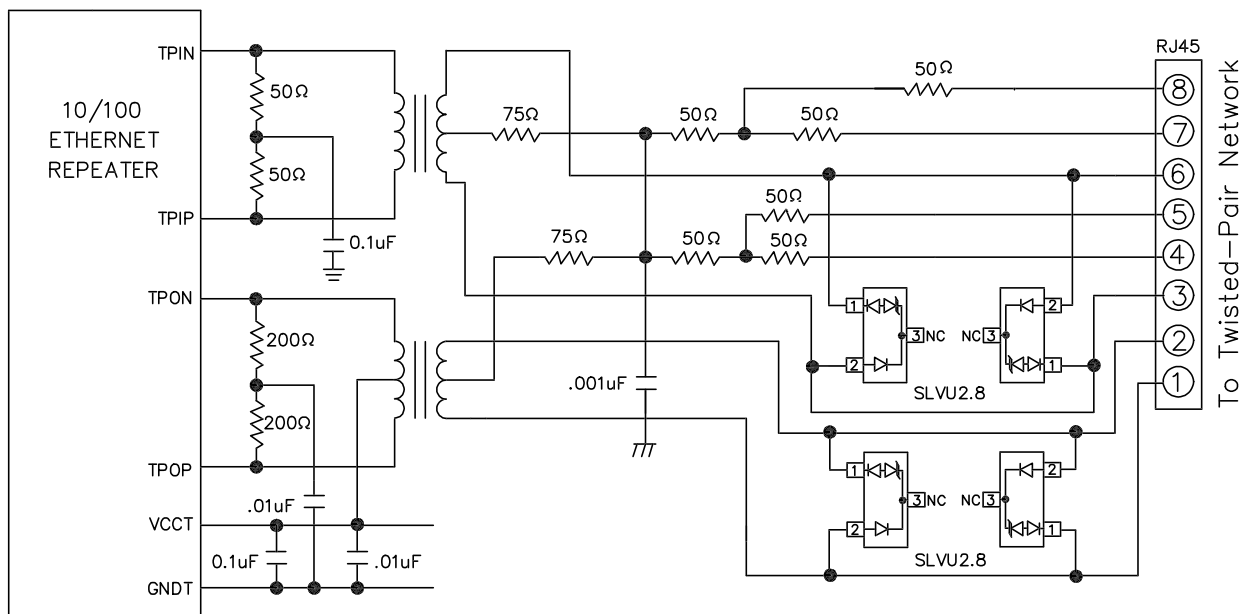 10/100
ETHERNET
REPEATER
TPIN
TPIP
TPON
TPOP
VCCT
GNDT
50Ω
50Ω
0.1uF
200Ω
200Ω
.01uF
0.1uF
.01uF
75Ω
75Ω
50Ω
50Ω
50Ω
50Ω
50Ω
50Ω
.001uF
1
2
3 NC
NC 3
2
1
SLVU2.8
1
2
3 NC
NC 3
2
1
SLVU2.8
RJ45
8
7
6
5
4
3
2
1
To Twisted-Pair Network